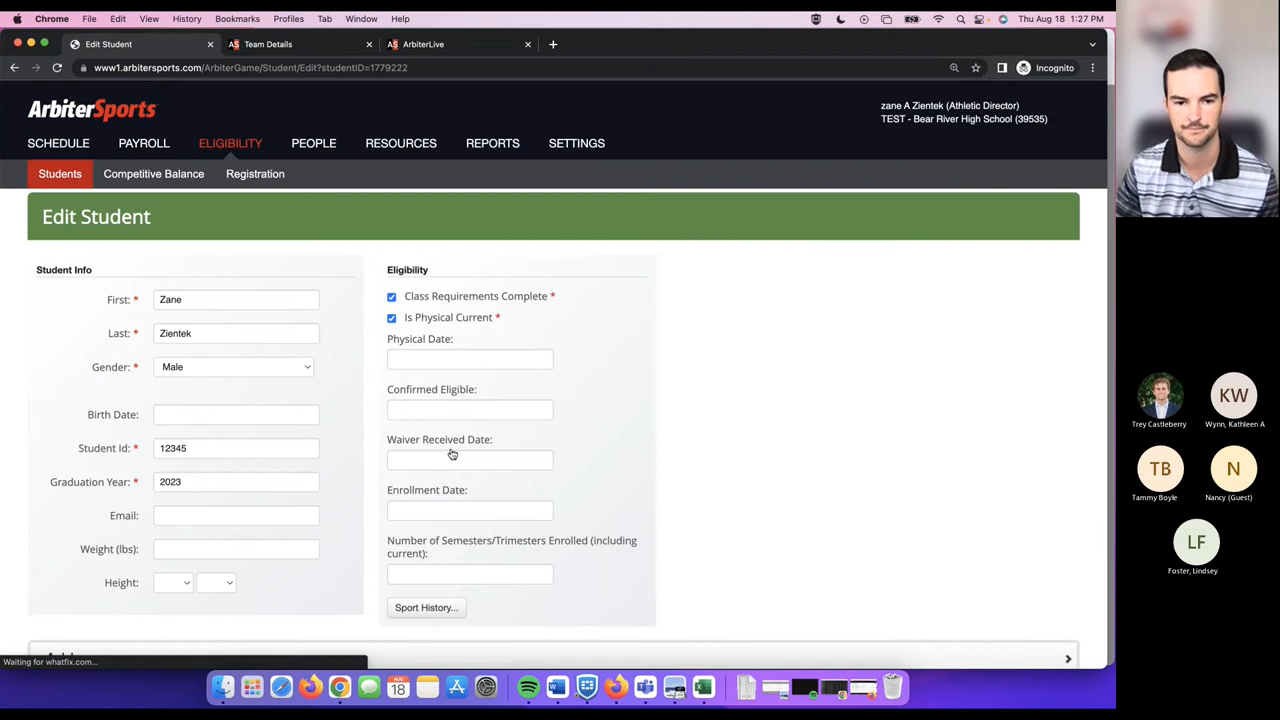 Chrome File Edit View History Bookmarks Profiles Tab Window Help Thu Aug 18 1:27 PM
Edit Student Team Details ArbiterLive
www1.arbitersports.com/ArbiterGame/Student/Edit?studentID=1779222 Incognito
ArbiterSports
zane A Zientek (Athletic Director)
TEST - Bear River High School (39535)
SCHEDULE PAYROLL ELIGIBILITY PEOPLE RESOURCES REPORTS SETTINGS
Students Competitive Balance Registration
Edit Student
Student Info
First: * Zane
Last: * Zientek
Gender: * Male
Birth Date:
Student Id: * 12345
Graduation Year: * 2023
Email:
Weight (lbs):
Height:
Eligibility
Class Requirements Complete *
Is Physical Current *
Physical Date:
Confirmed Eligible:
Waiver Received Date:
Enrollment Date:
Number of Semesters/Trimesters Enrolled (including
current):
Sport History...
Waiting for whatfix.com...
AUG
18
Trey Castleberry
KW
Wynn, Kathleen A
TB
Tammy Boyle
N
Nancy (Guest)
LF
Foster, Lindsey